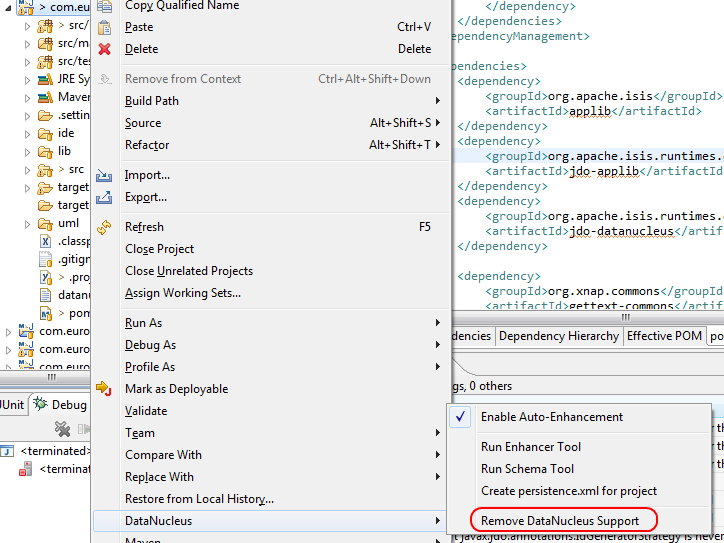 > com.euro
> src/
src/ma
src/tes
JRE Sy
Maven
.settin
ide
lib
> src
target
target
uml
.classp
.gitign
> .pro
datanu
> pom
com.euro
com.euro
com.euro
JUnit
Debug
<terminated>
<termina
Copy Qualified Name
Paste Ctrl+V
Delete Delete
Remove from Context Ctrl+Alt+Shift+Down
Build Path
Source Alt+Shift+S
Refactor Alt+Shift+T
Import...
Export...
Refresh F5
Close Project
Close Unrelated Projects
Assign Working Sets...
Run As
Debug As
Profile As
Mark as Deployable
Validate
Team
Compare With
Replace With
Restore from Local History...
DataNucleus
Maven
</dependency>
</dependencies>
ependencyManagement>
pendencies>
<dependency>
<groupId>org.apache.isis</groupId>
<artifactId>applib</artifactId>
</dependency>
<dependency>
<groupId>org.apache.isis.runtimes.
<artifactId>jdo-applib</artifactId
</dependency>
<dependency>
<groupId>org.apache.isis.runtimes.
<artifactId>jdo-datanucleus</artif
</dependency>
<dependency>
<groupId>org.xnap.commons</groupId
<artifactId>gettext-commons</artif
dencies Dependency Hierarchy Effective POM po
gs, 0 others
Enable Auto-Enhancement
Run Enhancer Tool
Run Schema Tool
Create persistence.xml for project
Remove DataNucleus Support
t javax.jdo.annotations.IdGeneratorStrategy is never